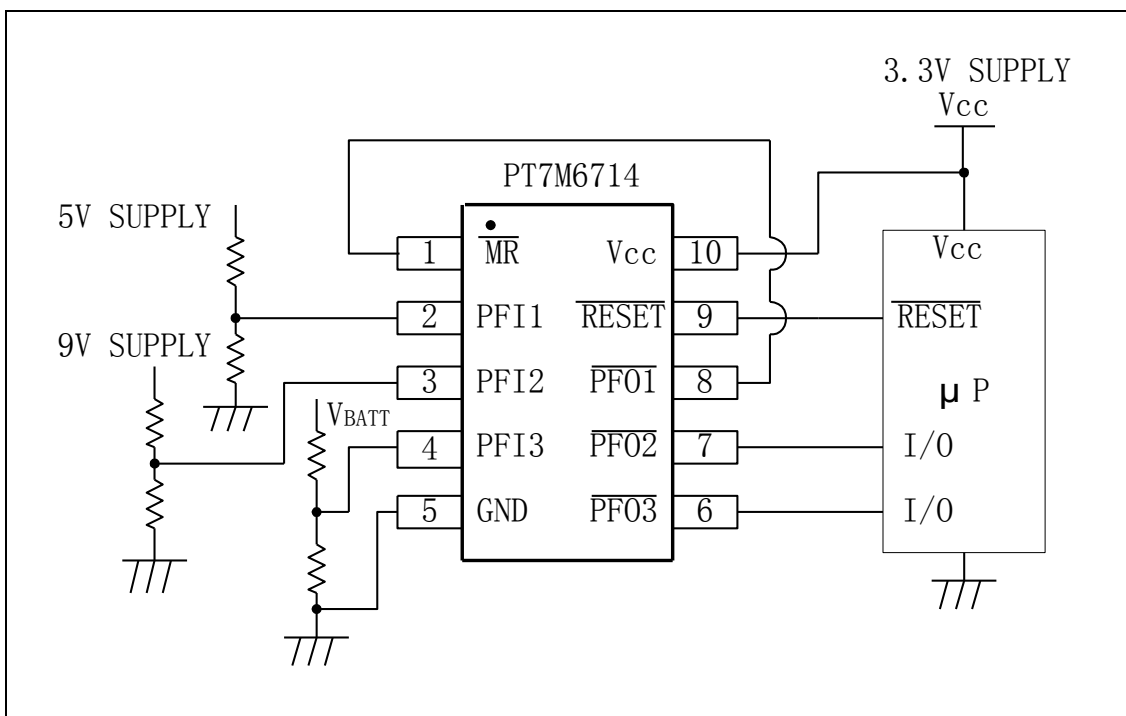 3.3V SUPPLY
Vcc
PT7M6714
5V SUPPLY
9V SUPPLY
VBATT
1 MR Vcc 10
2 PFI1 RESET 9
3 PFI2 PFO1 8
4 PFI3 PFO2 7
5 GND PFO3 6
Vcc
RESET
μP
I/O
I/O